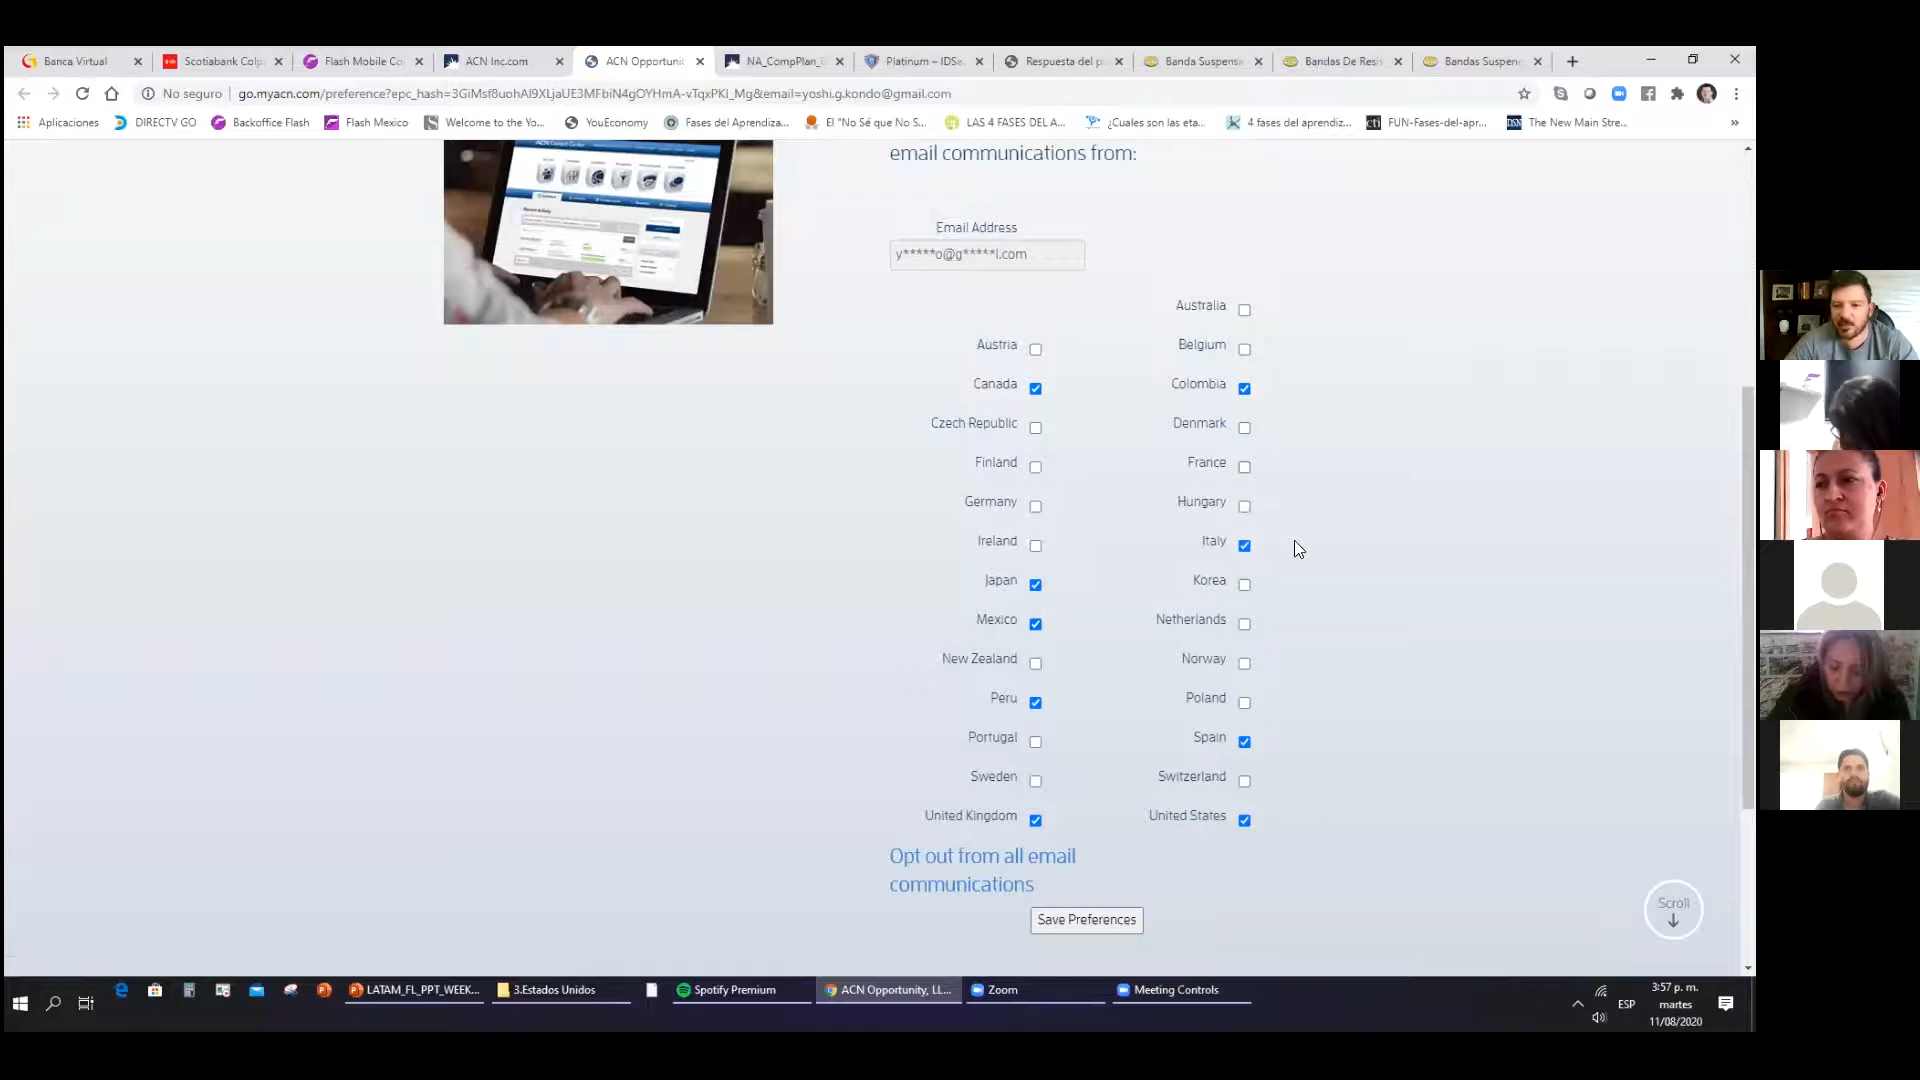 Banca Virtual
Scotiabank Colp
Flash Mobile Co
ACN Inc.com
ACN Opportuni
NA_CompPlan_
Platinum – IDSe
Respuesta del p
Banda Suspensi
Bandas De Resis
Bandas Suspen
No seguro
go.myacn.com/preference?epc_hash=3GiMsf8uohAI9XLjaUE3MFbiN4gOYHmA-vTqxPKI_Mg&email=yoshi.g.kondo@gmail.com
Aplicaciones
DIRECTV GO
Backoffice Flash
Flash Mexico
Welcome to the Yo...
YouEconomy
Fases del Aprendiza...
El "No Sé que No S...
LAS 4 FASES DEL A...
¿Cuales son las eta...
4 fases del aprendiz...
FUN-Fases-del-apr...
The New Main Stre...
»
email communications from:
Email Address
y*****o@g*****l.com
Australia
Austria
Belgium
Canada
Colombia
Czech Republic
Denmark
Finland
France
Germany
Hungary
Ireland
Italy
Japan
Korea
Mexico
Netherlands
New Zealand
Norway
Peru
Poland
Portugal
Spain
Sweden
Switzerland
United Kingdom
United States
Opt out from all email
communications
Save Preferences
Scroll
LATAM_FL_PPT_WEEK...
3.Estados Unidos
Spotify Premium
ACN Opportunity, LL...
Zoom
Meeting Controls
ESP
3:57 p. m.
martes
11/08/2020